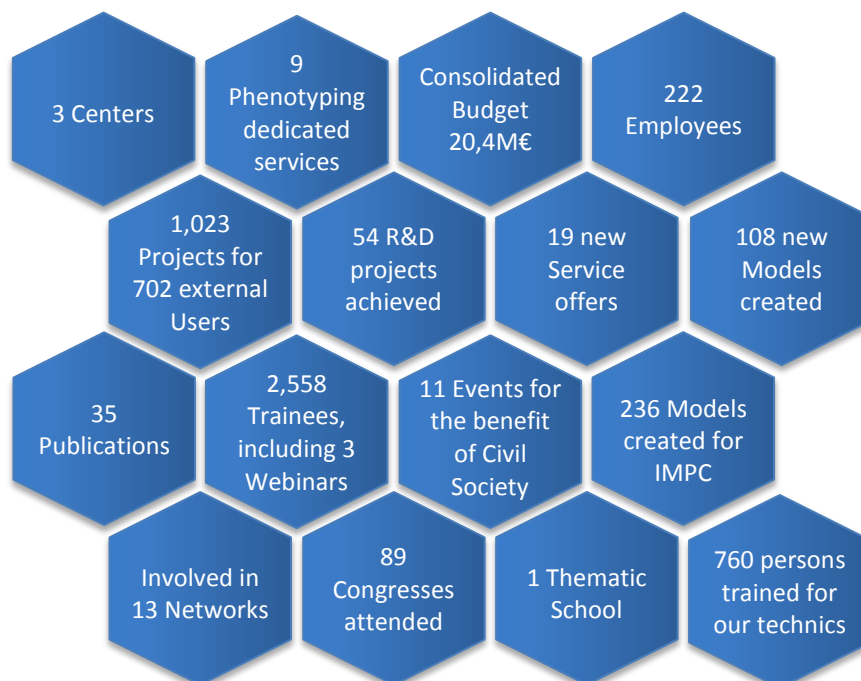 3 Centers
9
Phenotyping
dedicated
services
Consolidated
Budget
20,4M€
222
Employees
1,023
Projects for
702 external
Users
54 R&D
projects
achieved
19 new
Service
offers
108 new
Models
created
35
Publications
2,558
Trainees,
including 3
Webinars
11 Events for
the benefit
of Civil
Society
236 Models
created for
IMPC
Involved in
13 Networks
89
Congresses
attended
1 Thematic
School
760 persons
trained for
our technics